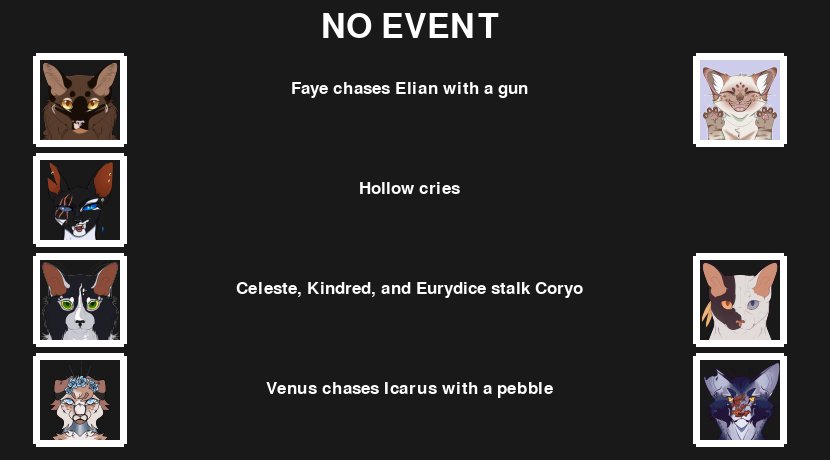 NO EVENT
Faye chases Elian with a gun
Hollow cries
Celeste, Kindred, and Eurydice stalk Coryo
Venus chases Icarus with a pebble